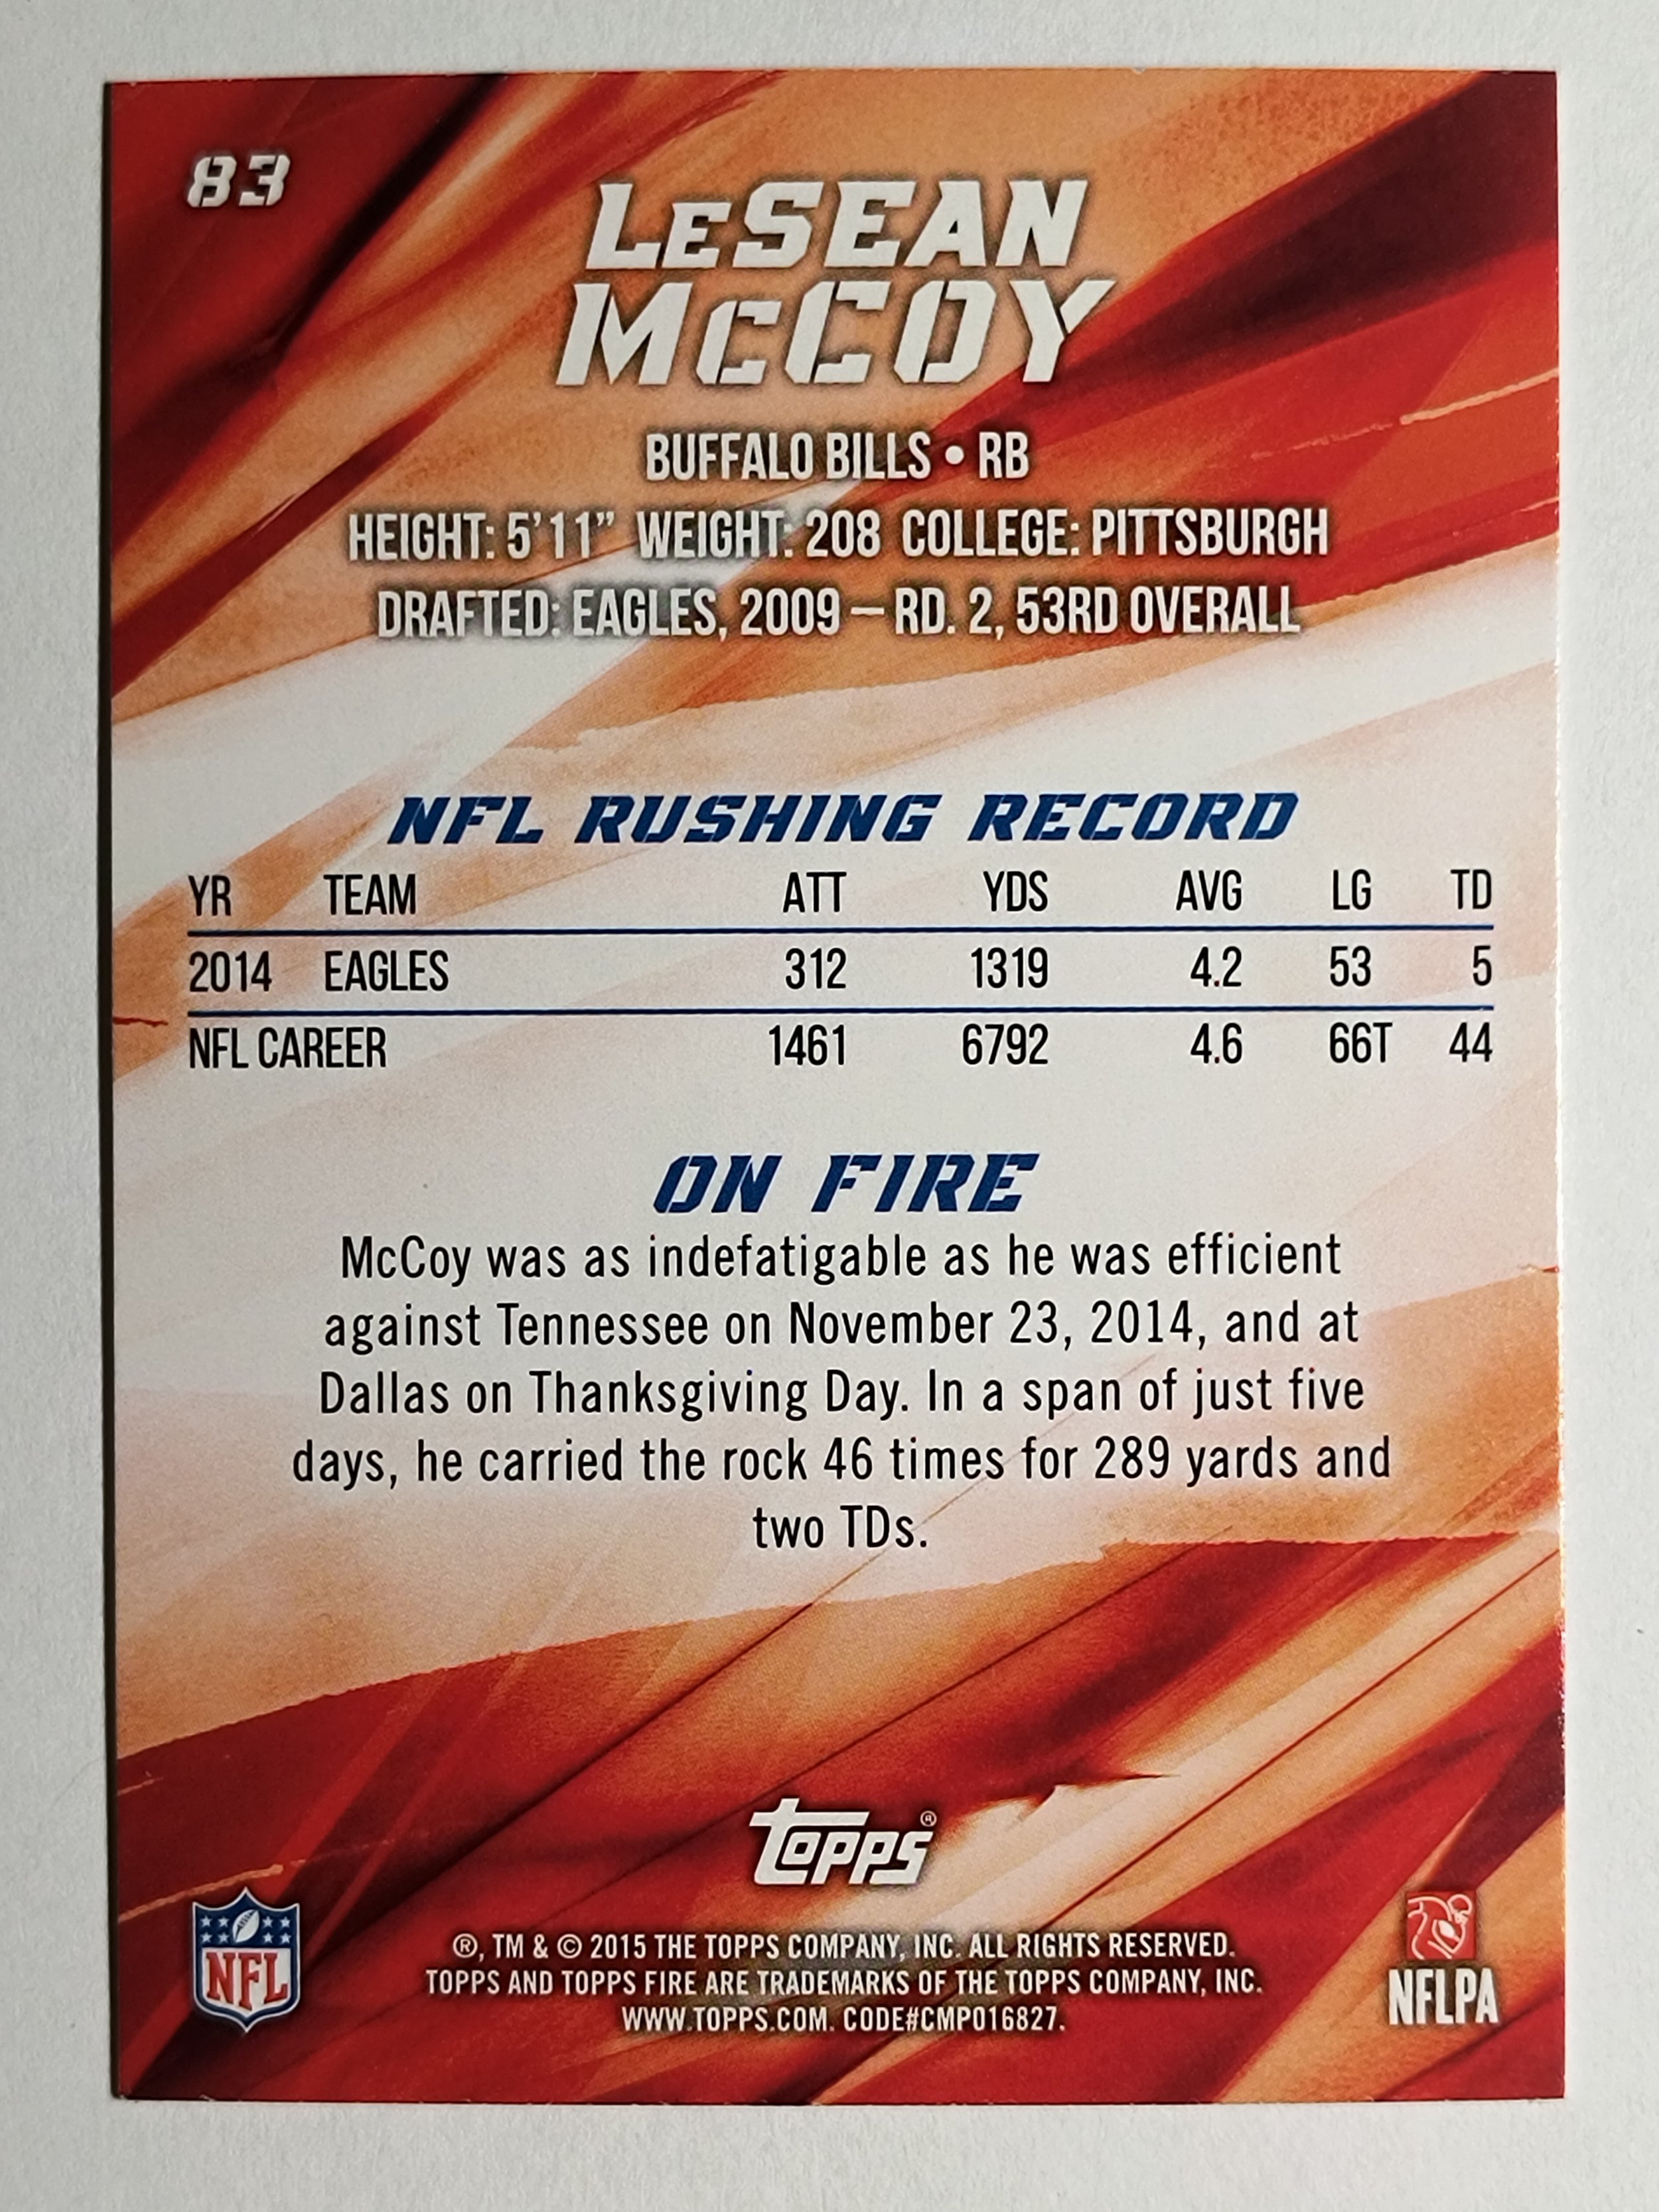 83
LeSEAN
McCOY
BUFFALO BILLS • RB
HEIGHT: 5'11" WEIGHT: 208 COLLEGE: PITTSBURGH
DRAFTED: EAGLES, 2009 – RD. 2, 53RD OVERALL
NFL RUSHING RECORD
YR TEAM ATT YDS AVG LG TD
2014 EAGLES 312 1319 4.2 53 5
NFL CAREER 1461 6792 4.6 66T 44
ON FIRE
McCoy was as indefatigable as he was efficient
against Tennessee on November 23, 2014, and at
Dallas on Thanksgiving Day. In a span of just five
days, he carried the rock 46 times for 289 yards and
two TDs.
topps®
NFL
®, TM & © 2015 THE TOPPS COMPANY, INC. ALL RIGHTS RESERVED.
TOPPS AND TOPPS FIRE ARE TRADEMARKS OF THE TOPPS COMPANY, INC.
WWW.TOPPS.COM. CODE#CMP016827.
NFLPA